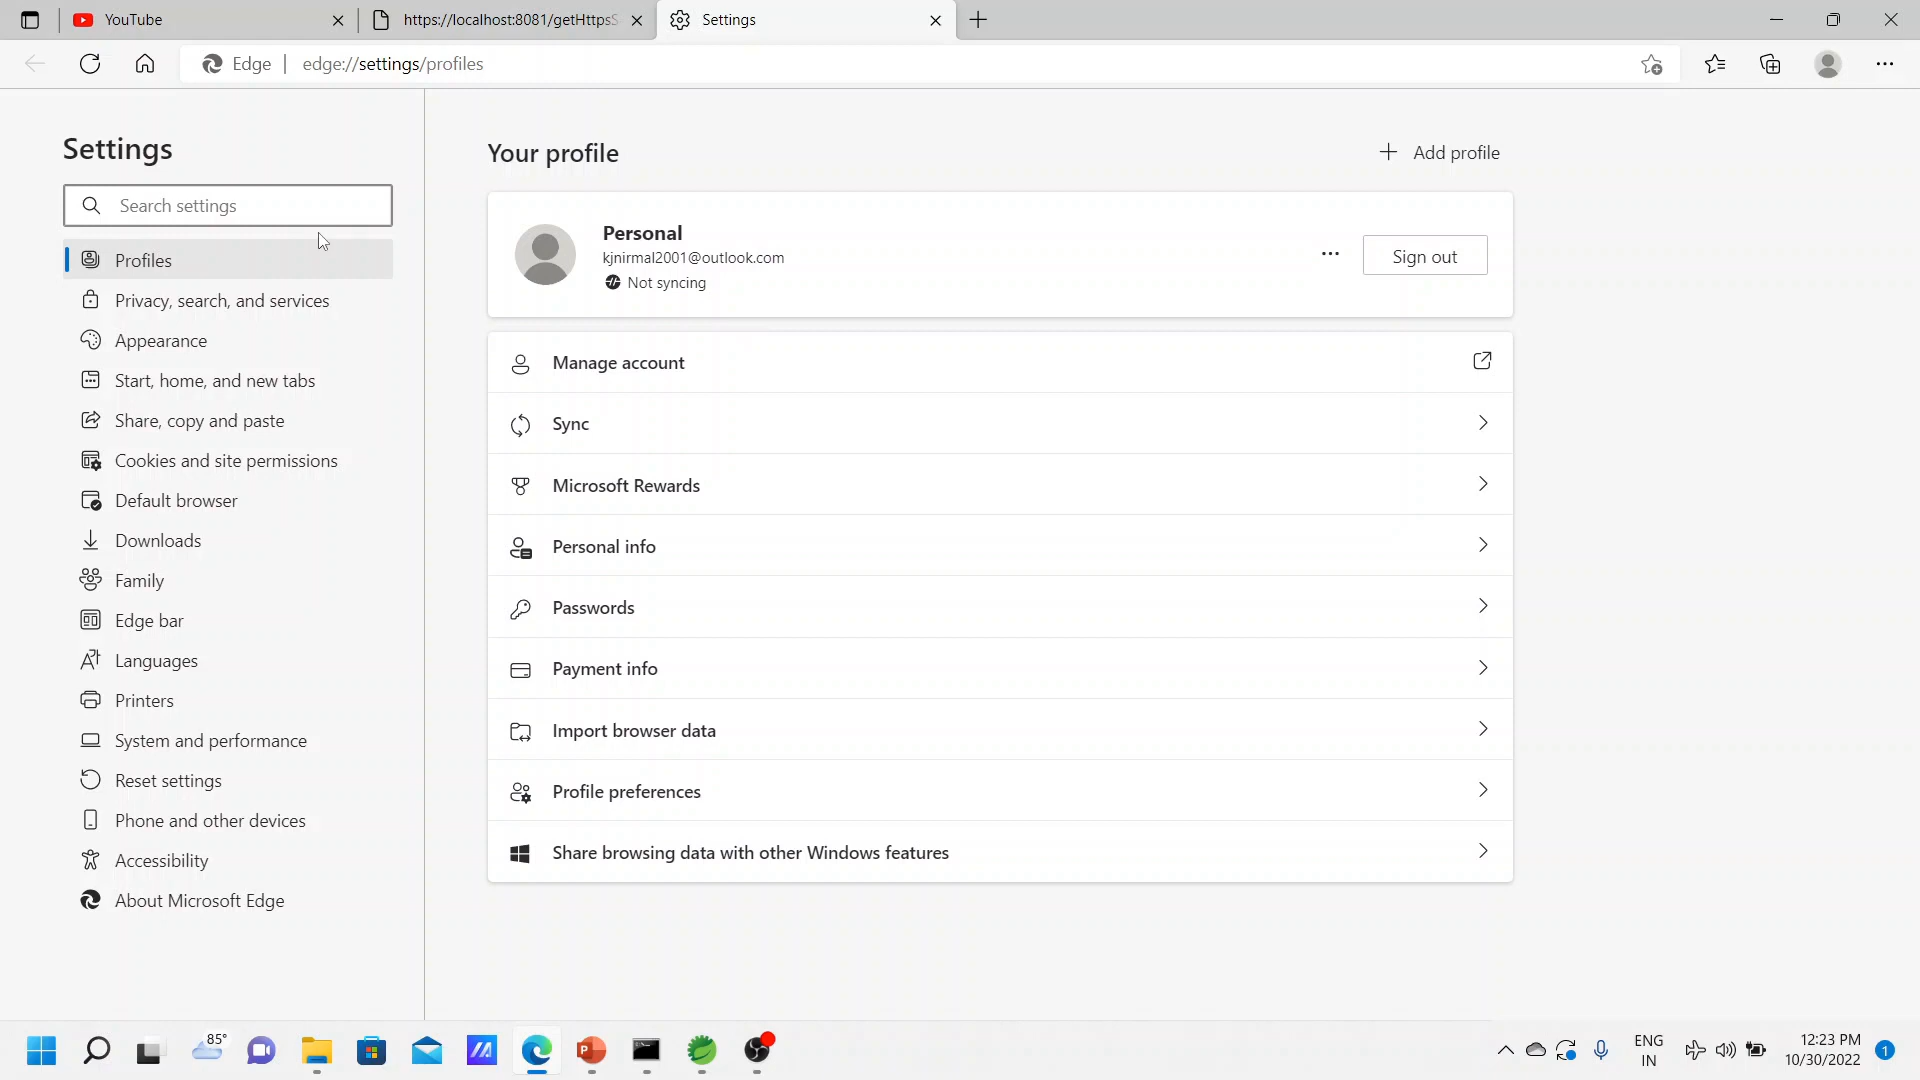 YouTube
https://localhost:8081/getHttpsS
Settings
Edge
edge://settings/profiles
Settings
Search settings
Profiles
Privacy, search, and services
Appearance
Start, home, and new tabs
Share, copy and paste
Cookies and site permissions
Default browser
Downloads
Family
Edge bar
Languages
Printers
System and performance
Reset settings
Phone and other devices
Accessibility
About Microsoft Edge
Your profile
Add profile
Personal
kjnirmal2001@outlook.com
Not syncing
Sign out
Manage account
Sync
Microsoft Rewards
Personal info
Passwords
Payment info
Import browser data
Profile preferences
Share browsing data with other Windows features
85°
ENG
IN
12:23 PM
10/30/2022
1